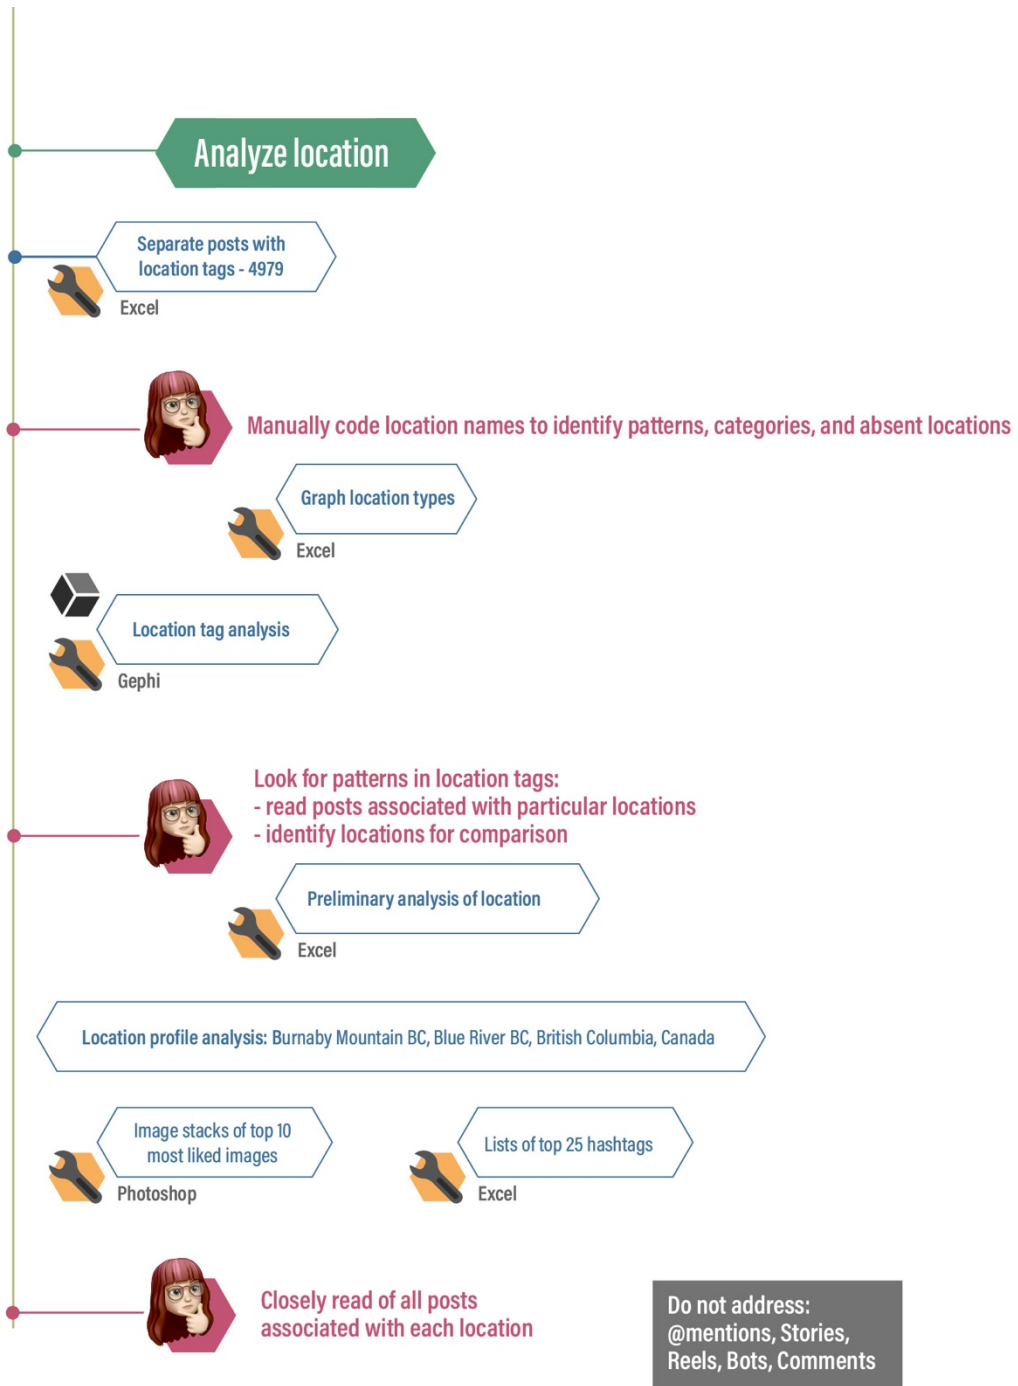 Analyze location
Separate posts with
location tags - 4979
Excel
Manually code location names to identify patterns, categories, and absent locations
Graph location types
Excel
Location tag analysis
Gephi
Look for patterns in location tags:
- read posts associated with particular locations
- identify locations for comparison
Preliminary analysis of location
Excel
Location profile analysis: Burnaby Mountain BC, Blue River BC, British Columbia, Canada
Image stacks of top 10
most liked images
Photoshop
Lists of top 25 hashtags
Excel
Closely read of all posts
associated with each location
Do not address:
@mentions, Stories,
Reels, Bots, Comments